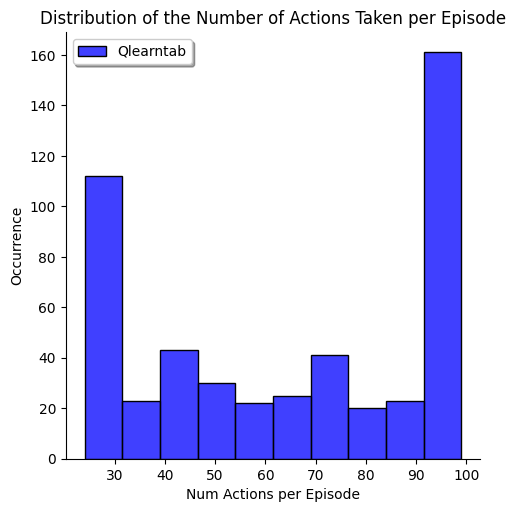 Distribution of the Number of Actions Taken per Episode
Qlearntab
160
140
120
100
80
60
40
20
0
Occurrence
30 40 50 60 70 80 90 100
Num Actions per Episode